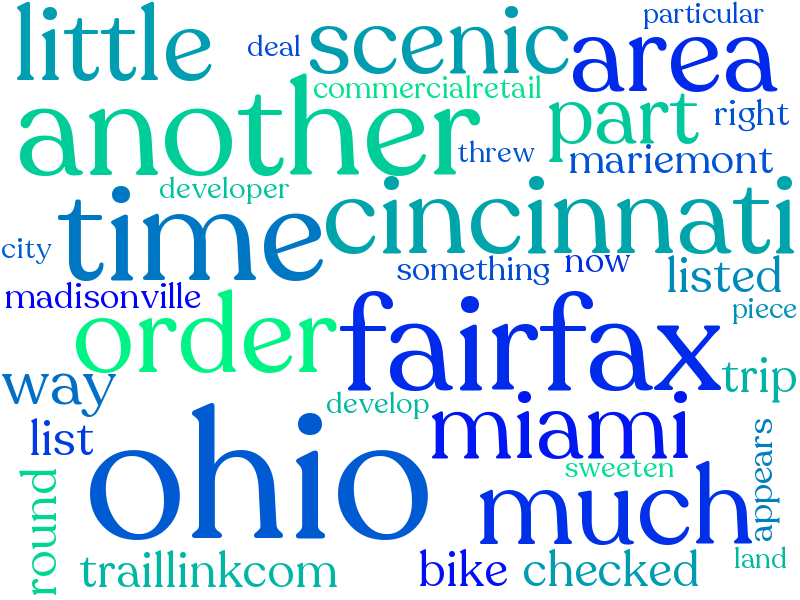 little
deal
scenic
particular
area
another
commercialretail
part
right
threw
mariemont
developer
time
cincinnati
city
something
now
listed
madisonville
piece
order
fairfax
way
trip
develop
list
miami
ohio
appears
sweeten
much
round
traillinkcom
bike
checked
land